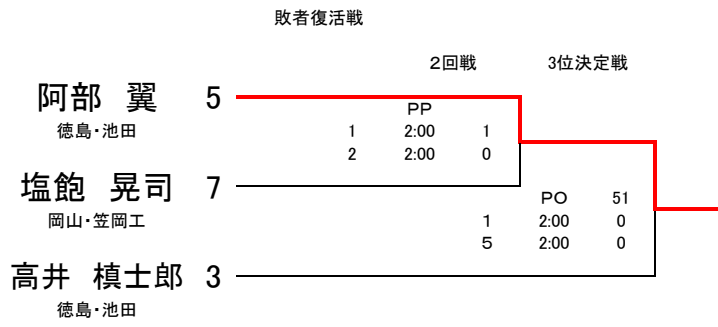 敗者復活戦
２回戦 3位決定戦
阿部 翼 5
徳島・池田
PP
1 2:00 1
2 2:00 0
塩飽 晃司 7
岡山・笠岡工
PO 51
1 2:00 0
5 2:00 0
高井 槙士郎 3
徳島・池田